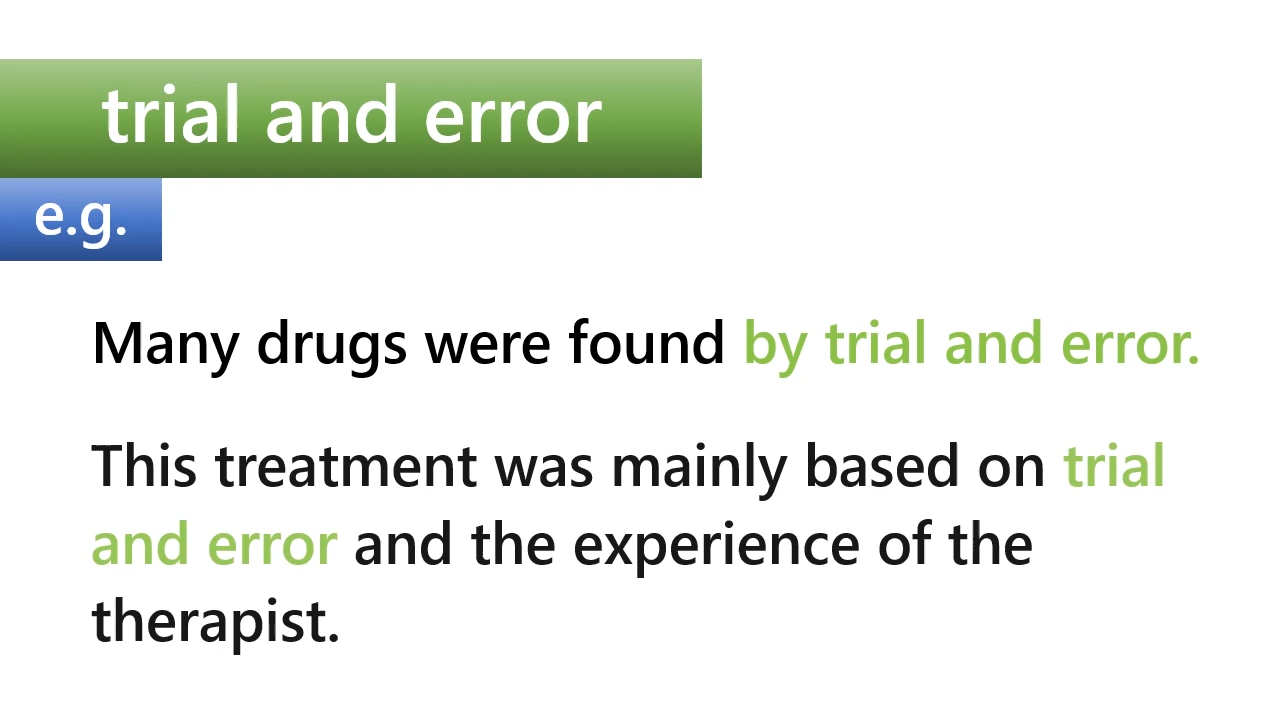 trial and error
e.g.
Many drugs were found by trial and error.
This treatment was mainly based on trial
and error and the experience of the
therapist.